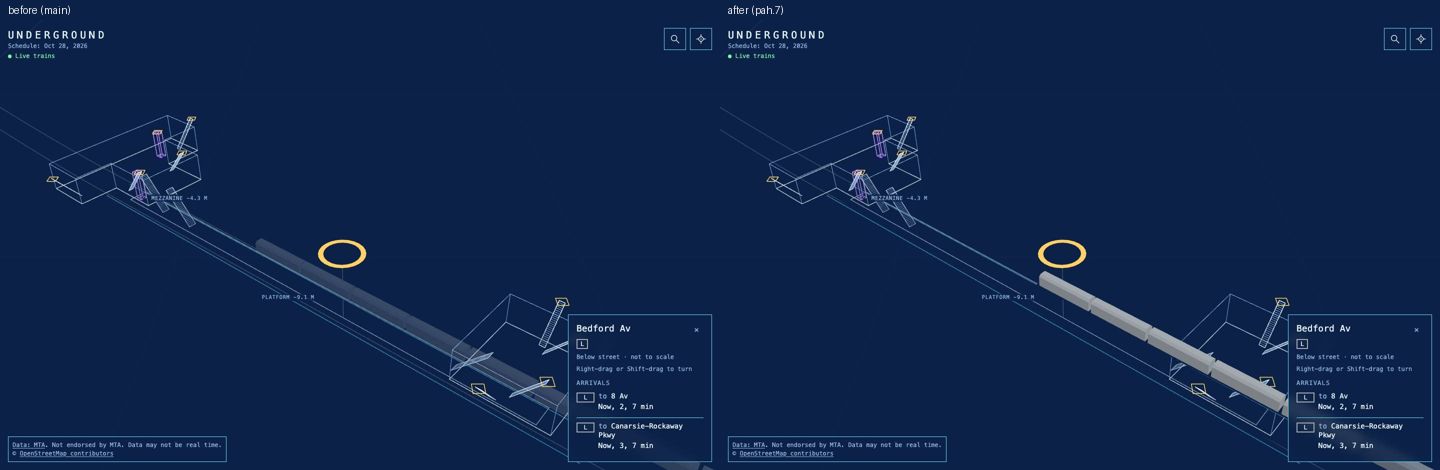 before (main)
UNDERGROUND
Schedule: Oct 28, 2026
Live trains
MEZZANINE -4.3 M
PLATFORM -9.1 M
Bedford Av
×
L
Below street · not to scale
Right-drag or Shift-drag to turn
ARRIVALS
L to 8 Av
Now, 2, 7 min
L to Canarsie-Rockaway
Pkwy
Now, 3, 7 min
Data: MTA. Not endorsed by MTA. Data may not be real time.
© OpenStreetMap contributors
after (pah.7)
UNDERGROUND
Schedule: Oct 28, 2026
Live trains
MEZZANINE -4.3 M
PLATFORM -9.1 M
Bedford Av
×
L
Below street · not to scale
Right-drag or Shift-drag to turn
ARRIVALS
L to 8 Av
Now, 2, 7 min
L to Canarsie-Rockaway
Pkwy
Now, 3, 7 min
Data: MTA. Not endorsed by MTA. Data may not be real time.
© OpenStreetMap contributors